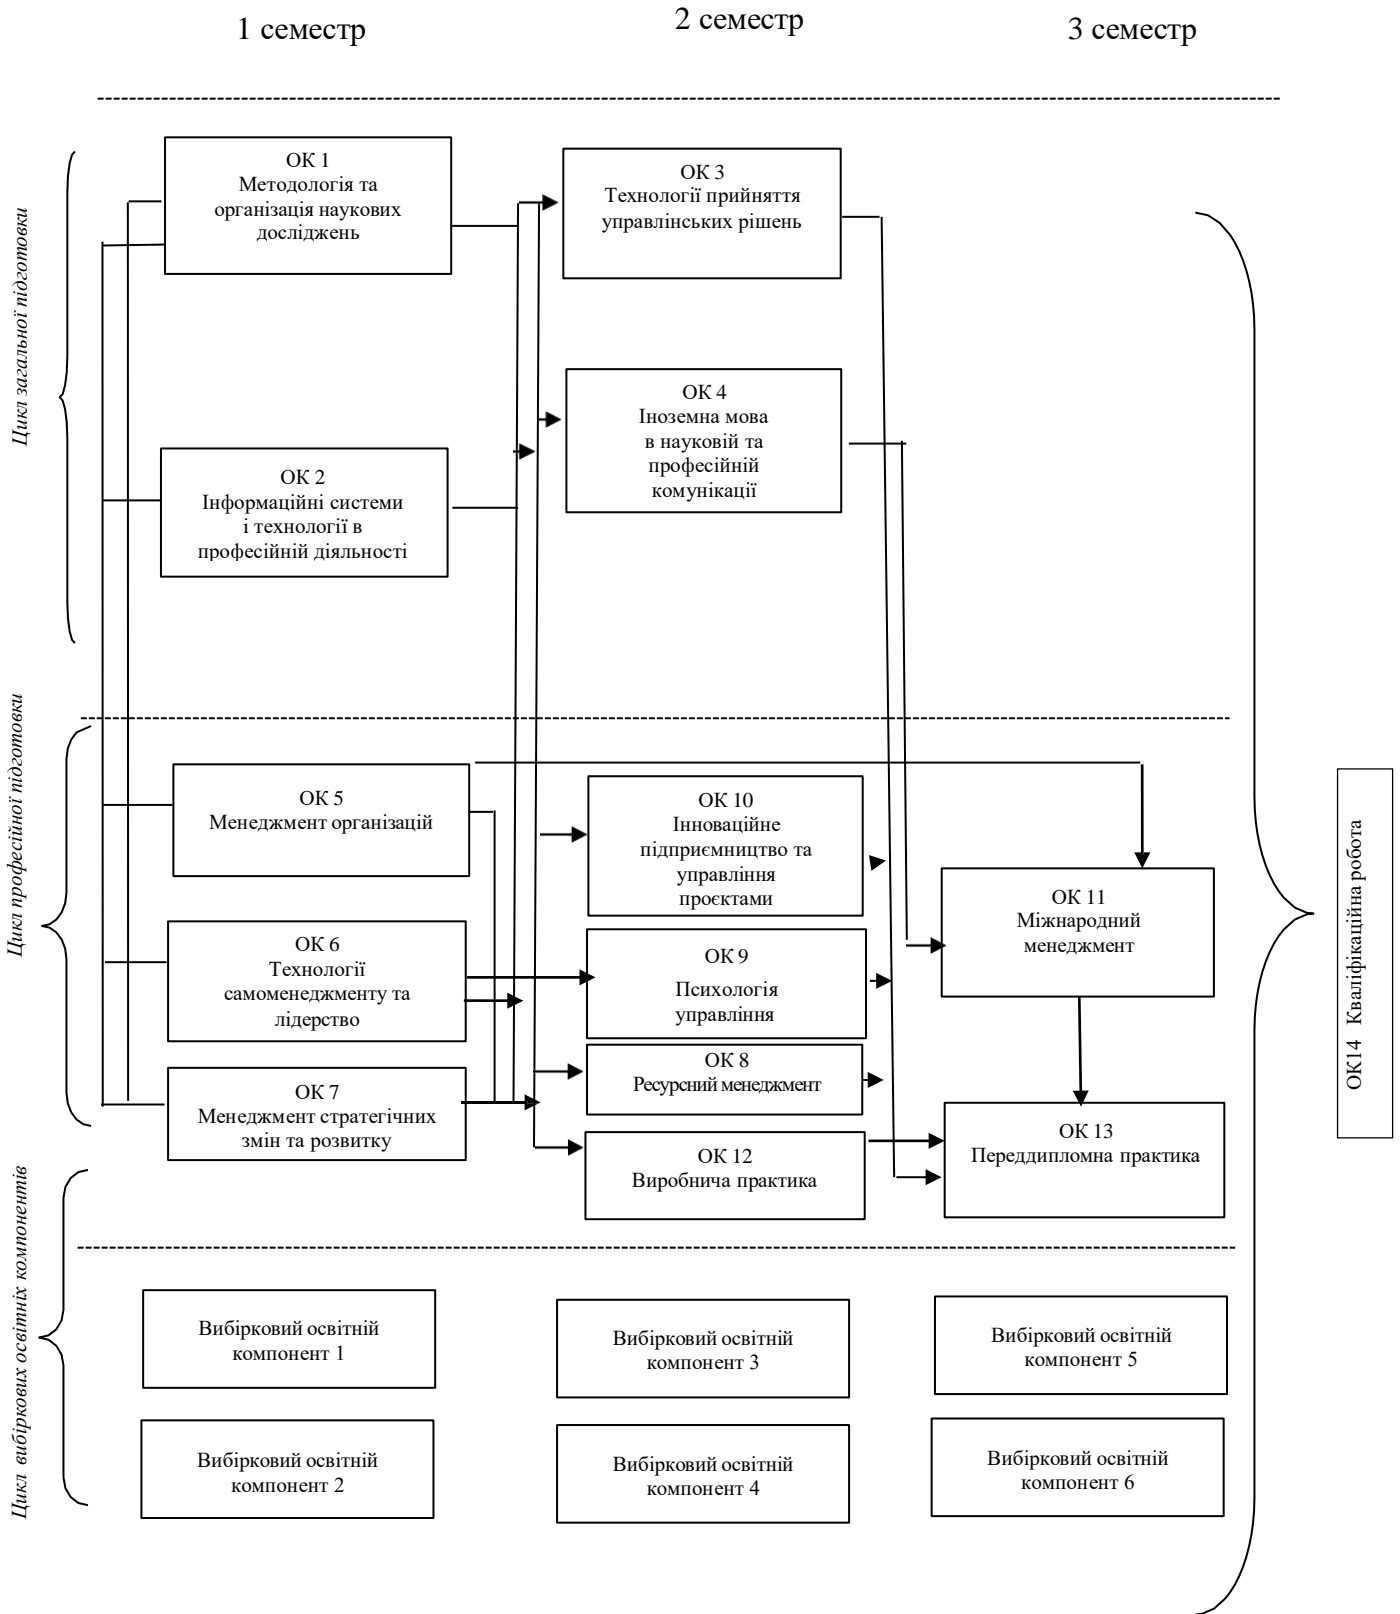 1 семестр
2 семестр
3 семестр
Цикл загальної підготовки
ОК 1
Методологія та
організація наукових
досліджень
ОК 3
Технології прийняття
управлінських рішень
ОК 4
Іноземна мова
в науковій та
професійній
комунікації
ОК 2
Інформаційні системи
і технології в
професійній діяльності
Цикл професійної підготовки
ОК 5
Менеджмент організацій
ОК 10
Інноваційне
підприємництво та
управління
проєктами
ОК 11
Міжнародний
менеджмент
ОК 6
Технології
самоменеджменту та
лідерство
ОК 9
Психологія
управління
ОК 8
Ресурсний менеджмент
ОК 7
Менеджмент стратегічних
змін та розвитку
ОК 12
Виробнича практика
ОК 13
Переддипломна практика
ОК14 Кваліфікаційна робота
Цикл вибіркових освітніх компонентів
Вибірковий освітній
компонент 1
Вибірковий освітній
компонент 3
Вибірковий освітній
компонент 5
Вибірковий освітній
компонент 2
Вибірковий освітній
компонент 4
Вибірковий освітній
компонент 6